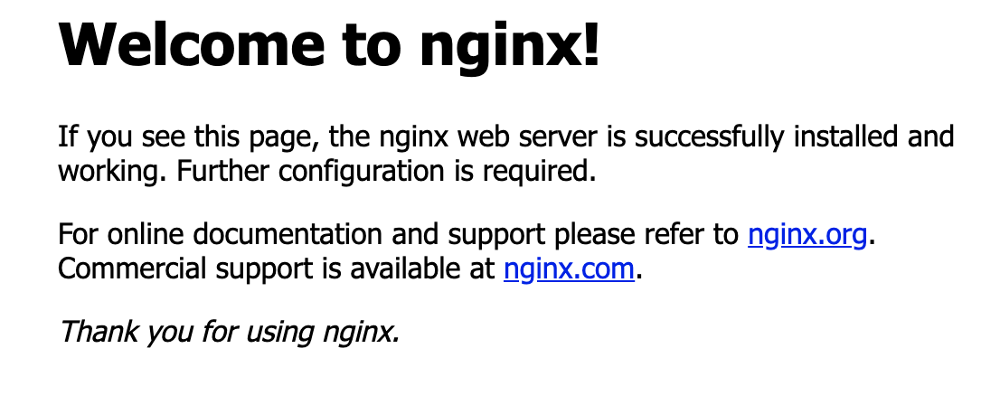 Welcome to nginx!
If you see this page, the nginx web server is successfully installed and
working. Further configuration is required.
For online documentation and support please refer to nginx.org.
Commercial support is available at nginx.com.
Thank you for using nginx.